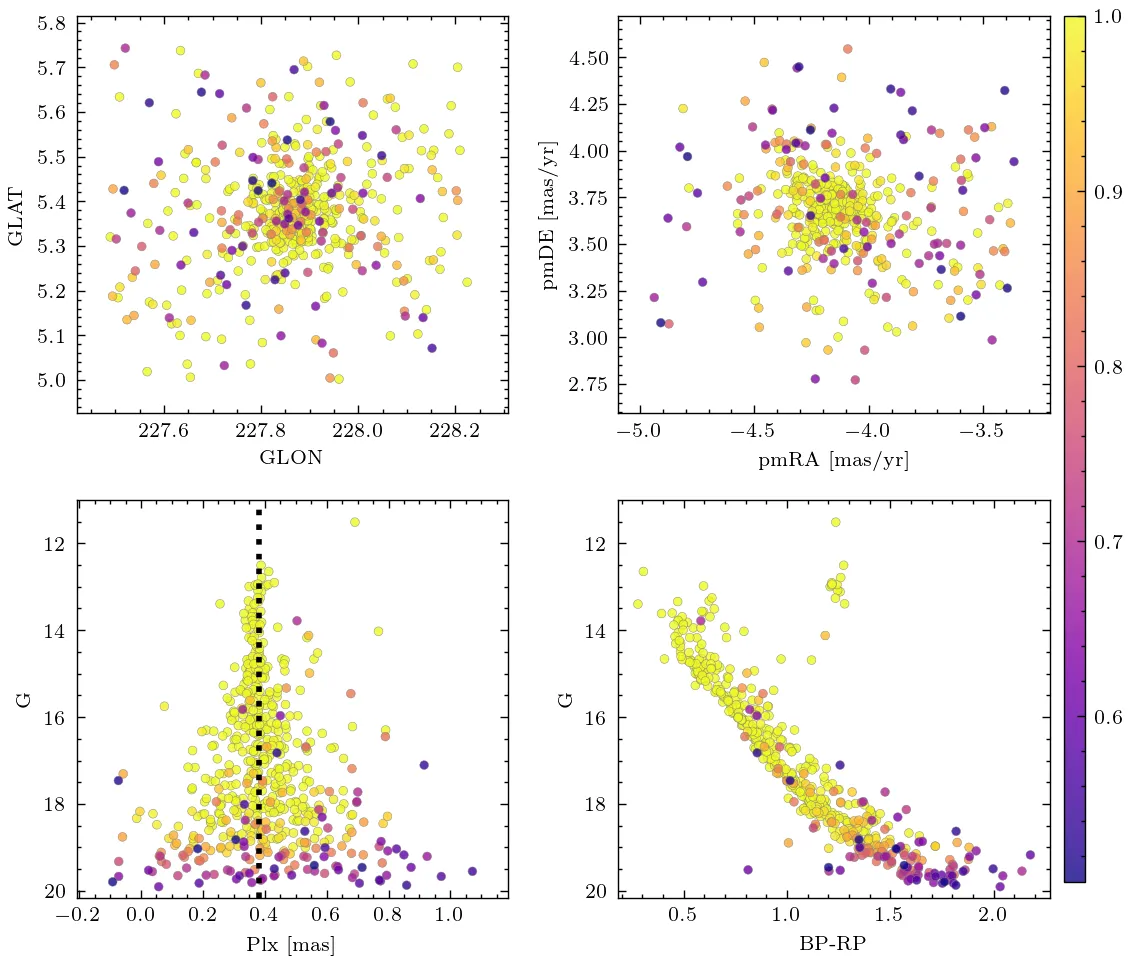 5.8
5.7
5.6
5.5
5.4
5.3
5.2
5.1
5.0
GLAT
227.6 227.8 228.0 228.2
GLON
4.50
4.25
4.00
3.75
3.50
3.25
3.00
2.75
pmDE [mas/yr]
−5.0 −4.5 −4.0 −3.5
pmRA [mas/yr]
1.0
0.9
0.8
0.7
0.6
12
14
16
18
20
G
−0.2 0.0 0.2 0.4 0.6 0.8 1.0
Plx [mas]
12
14
16
18
20
G
0.5 1.0 1.5 2.0
BP-RP